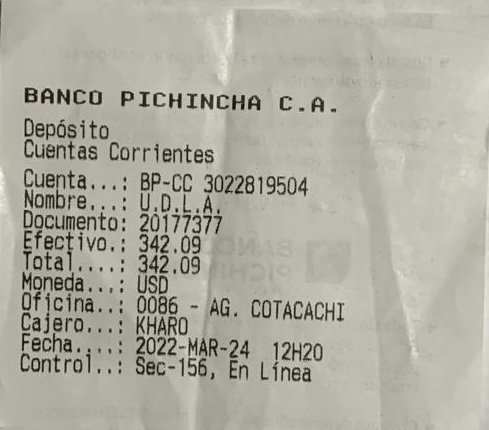 BANCO PICHINCHA C.A.
Depósito
Cuentas Corrientes
Cuenta...: BP-CC 3022819504
Nombre...: U.D.L.A.
Documento: 20177377
Efectivo.: 342.09
Total....: 342.09
Moneda...: USD
Oficina..: 0086 - AG. COTACACHI
Cajero...: KHARO
Fecha....: 2022-MAR-24 12H20
Control..: Sec-156, En Línea